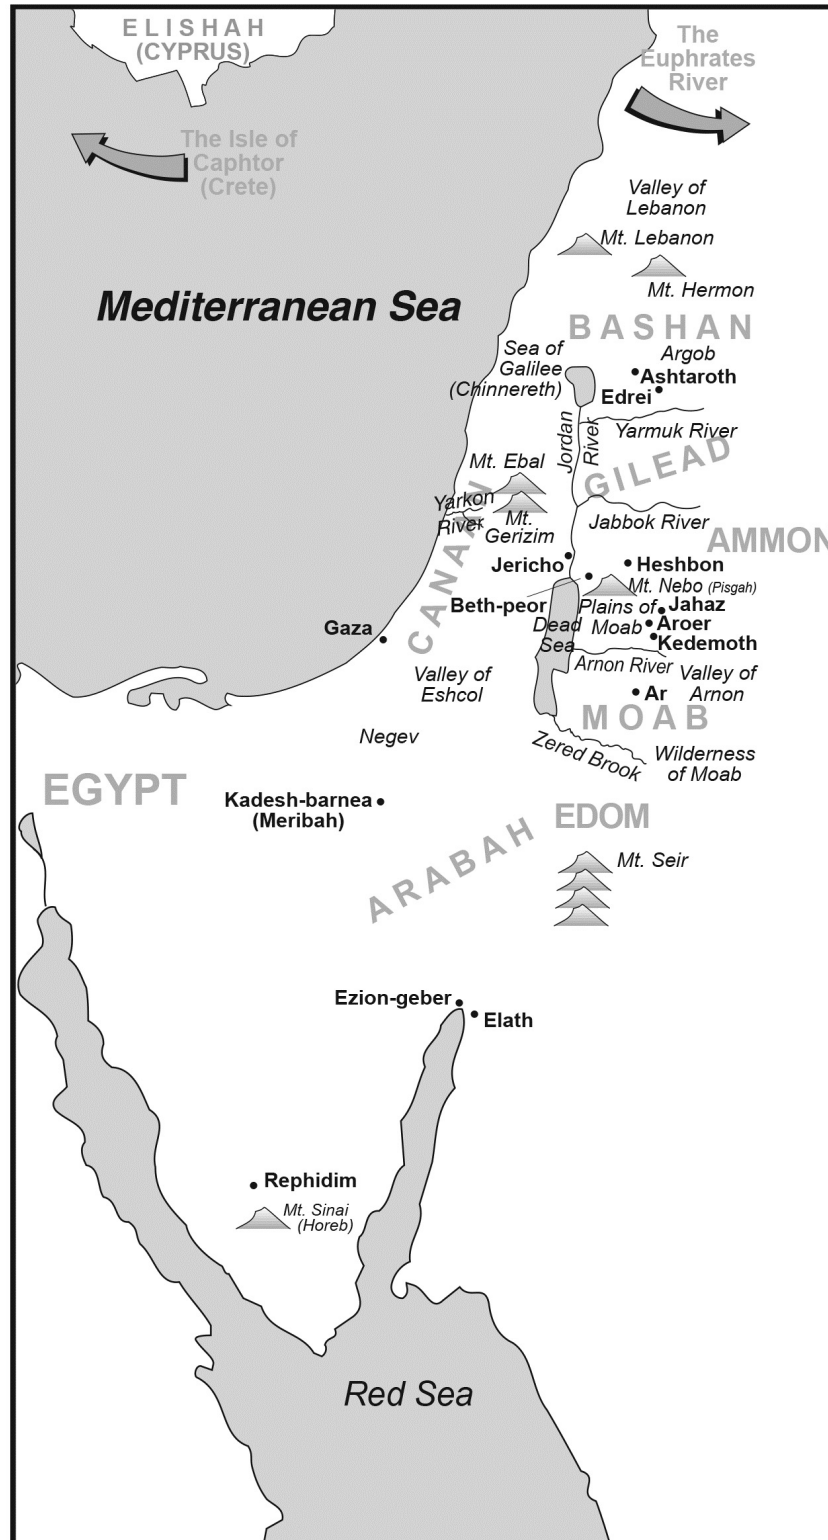 ELISHAH
(CYPRUS)
The
Euphrates
River
The Isle of
Caphtor
(Crete)
Valley of
Lebanon
Mt. Lebanon
Mt. Hermon
Mediterranean Sea
BASHAN
Sea of
Galilee
(Chinnereth)
Argob
Ashtaroth
Edrei
Jordan
River
Yarmuk River
GILEAD
Mt. Ebal
Yarkon
River
Mt.
Gerizim
CANAAN
Jabbok River
AMMON
Jericho
Heshbon
Mt. Nebo (Pisgah)
Beth-peor
Plains of
Moab
Jahaz
Aroer
Kedemoth
Gaza
Dead
Sea
Arnon River
Valley of
Arnon
Valley of
Eshcol
Ar
MOAB
Negev
Zered Brook
Wilderness
of Moab
EGYPT
Kadesh-barnea
(Meribah)
EDOM
ARABAH
Mt. Seir
Ezion-geber
Elath
Rephidim
Mt. Sinai
(Horeb)
Red Sea